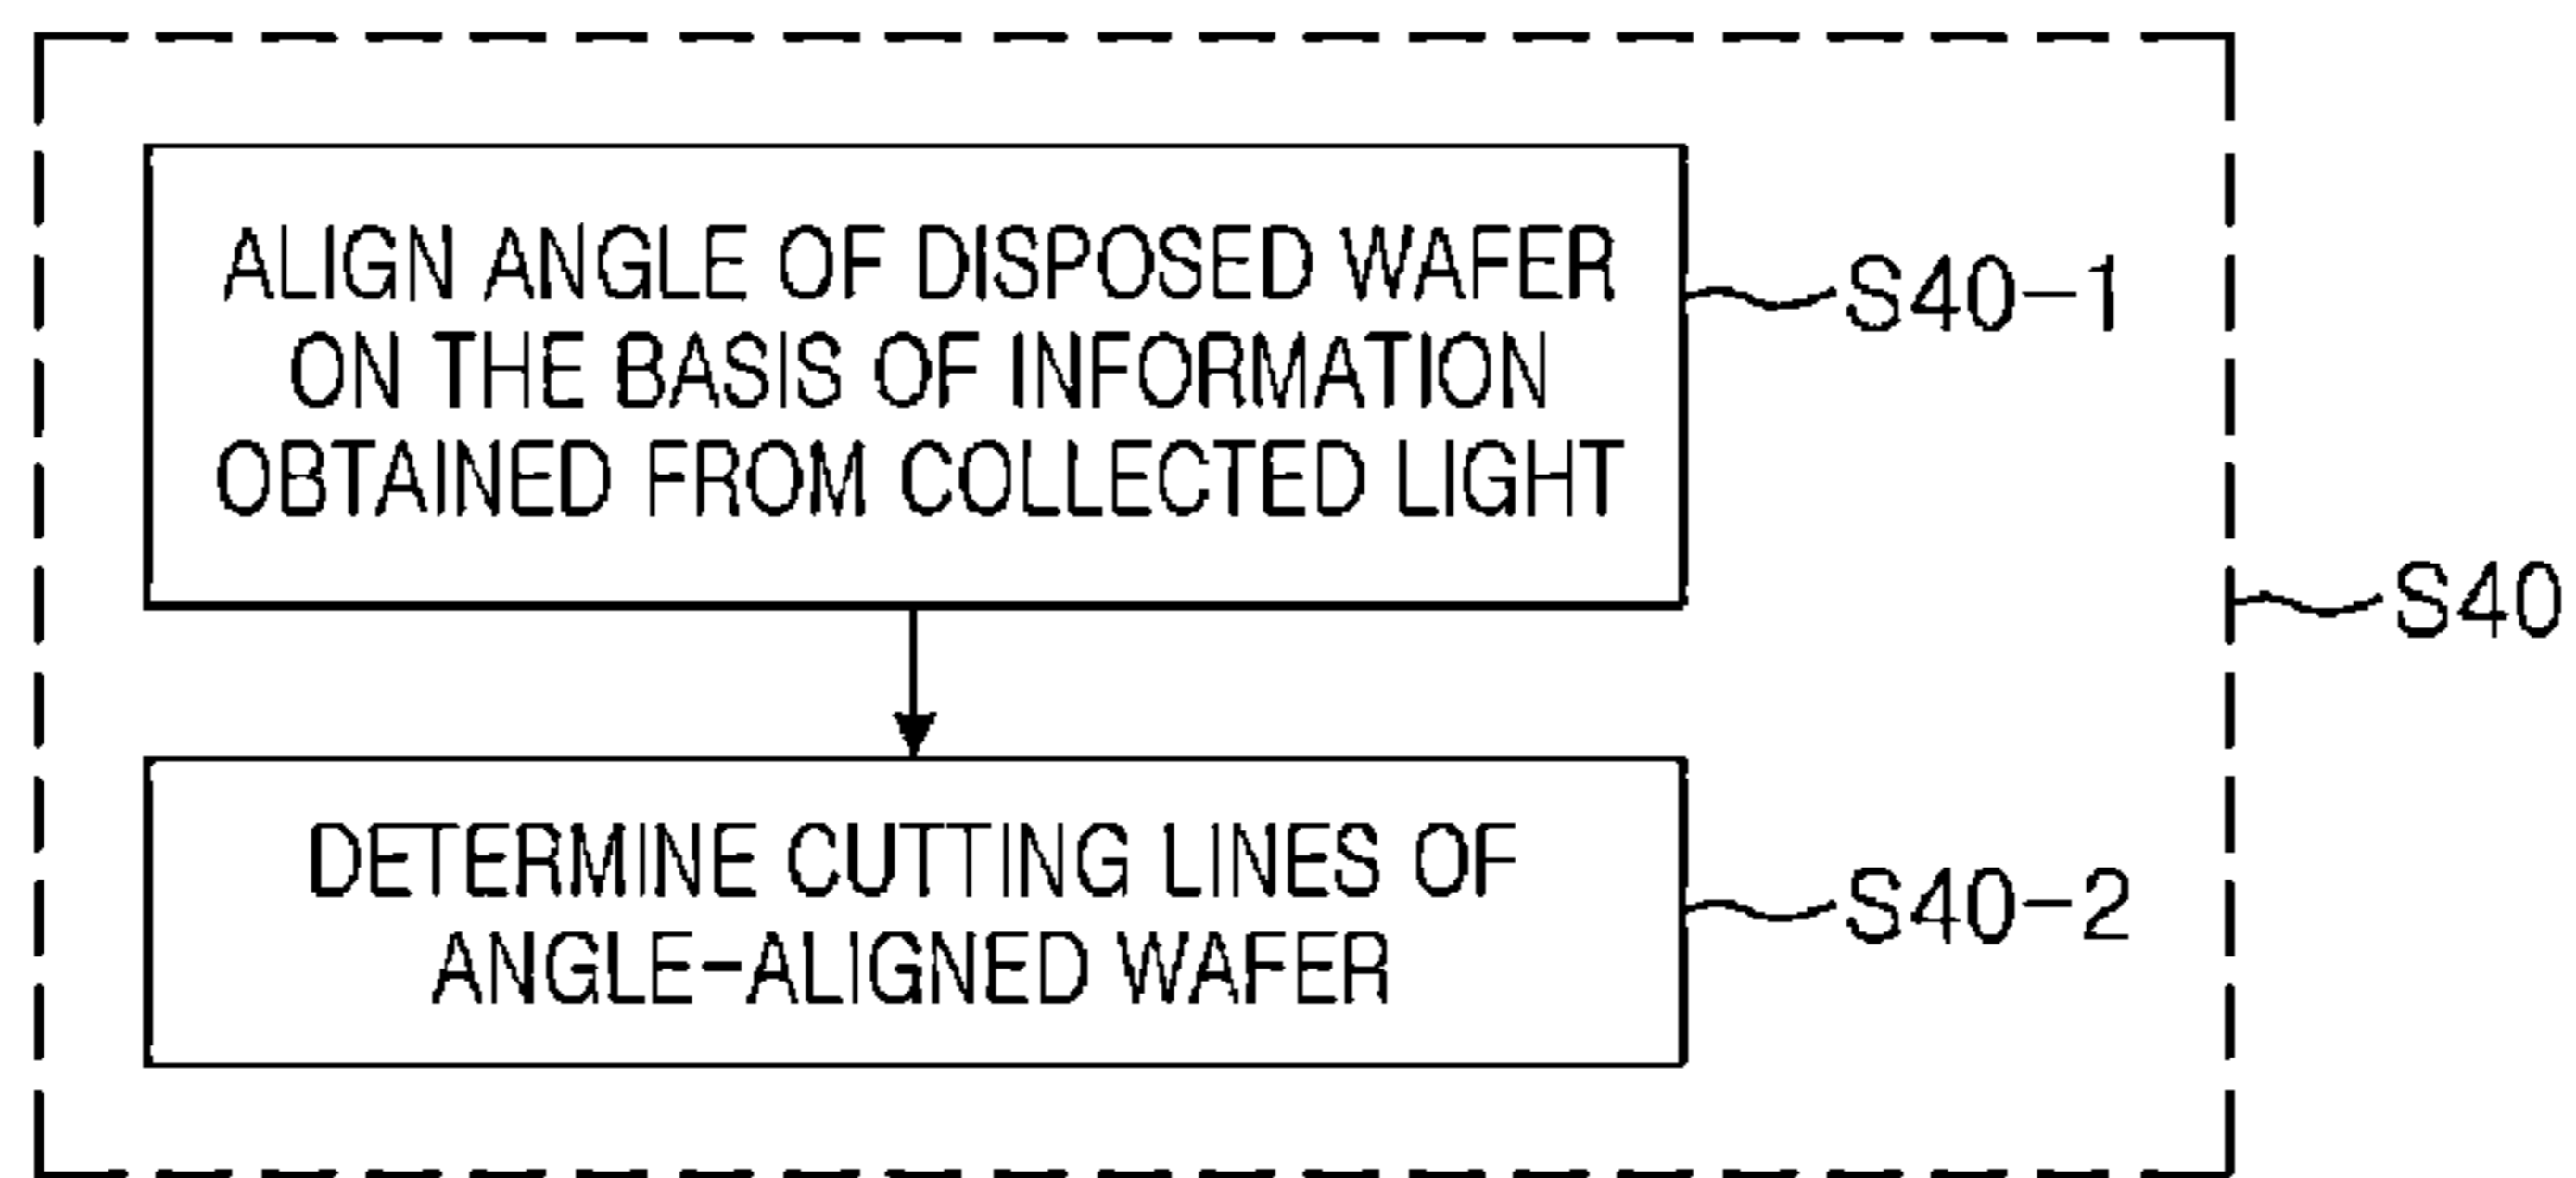 ALIGN ANGLE OF DISPOSED WAFER
ON THE BASIS OF INFORMATION
OBTAINED FROM COLLECTED LIGHT
S40-1
S40
DETERMINE CUTTING LINES OF
ANGLE-ALIGNED WAFER
S40-2